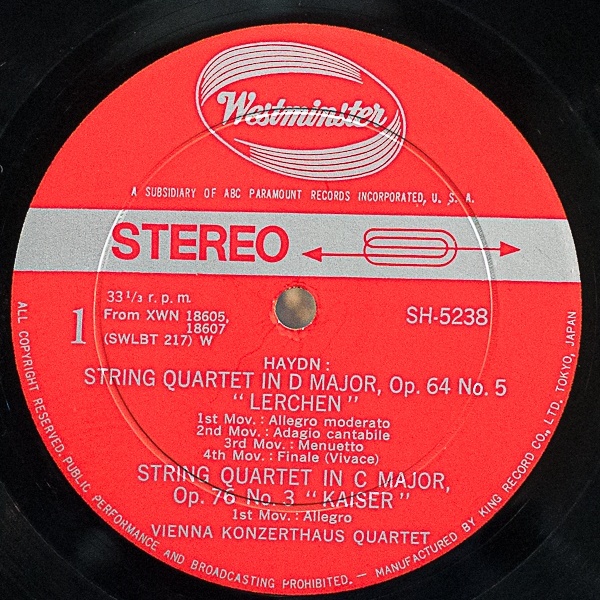 Westminster
A SUBSIDIARY OF ABC PARAMOUNT RECORDS INCORPORATED, U. S. A.
STEREO
33 1/3 r. p. m.
From XWN 18605,
18607
1
(SWLBT 217) W
SH-5238
HAYDN :
STRING QUARTET IN D MAJOR, Op. 64 No. 5
“ LERCHEN ”
1st Mov. : Allegro moderato
2nd Mov. : Adagio cantabile
3rd Mov. : Menuetto
4th Mov. : Finale (Vivace)
STRING QUARTET IN C MAJOR,
Op. 76 No. 3 “ KAISER ”
1st Mov. : Allegro
VIENNA KONZERTHAUS QUARTET
ALL COPYRIGHT RESERVED. PUBLIC PERFORMANCE AND BROADCASTING PROHIBITED. — MANUFACTURED BY KING RECORD CO., LTD. TOKYO, JAPAN